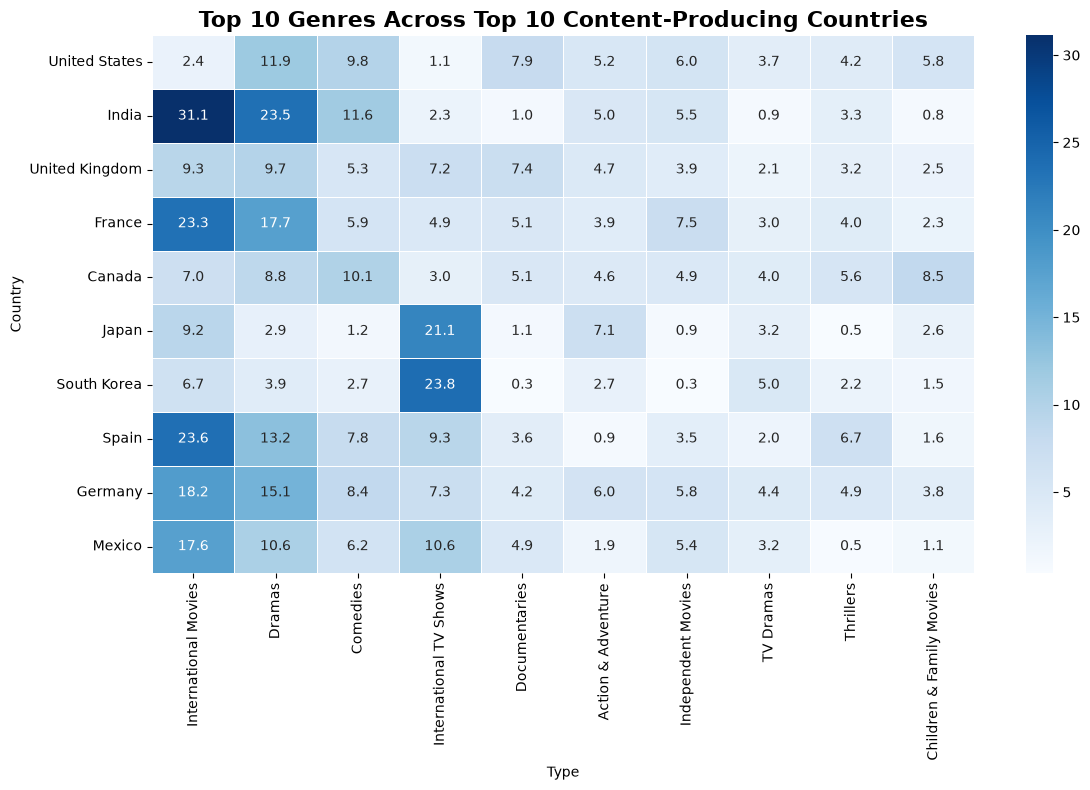 Top 10 Genres Across Top 10 Content-Producing Countries
United States 2.4 11.9 9.8 1.1 7.9 5.2 6.0 3.7 4.2 5.8
India 31.1 23.5 11.6 2.3 1.0 5.0 5.5 0.9 3.3 0.8
United Kingdom 9.3 9.7 5.3 7.2 7.4 4.7 3.9 2.1 3.2 2.5
France 23.3 17.7 5.9 4.9 5.1 3.9 7.5 3.0 4.0 2.3
Canada 7.0 8.8 10.1 3.0 5.1 4.6 4.9 4.0 5.6 8.5
Japan 9.2 2.9 1.2 21.1 1.1 7.1 0.9 3.2 0.5 2.6
South Korea 6.7 3.9 2.7 23.8 0.3 2.7 0.3 5.0 2.2 1.5
Spain 23.6 13.2 7.8 9.3 3.6 0.9 3.5 2.0 6.7 1.6
Germany 18.2 15.1 8.4 7.3 4.2 6.0 5.8 4.4 4.9 3.8
Mexico 17.6 10.6 6.2 10.6 4.9 1.9 5.4 3.2 0.5 1.1
Country
International Movies
Dramas
Comedies
International TV Shows
Documentaries
Action & Adventure
Independent Movies
TV Dramas
Thrillers
Children & Family Movies
Type
30
25
20
15
10
5